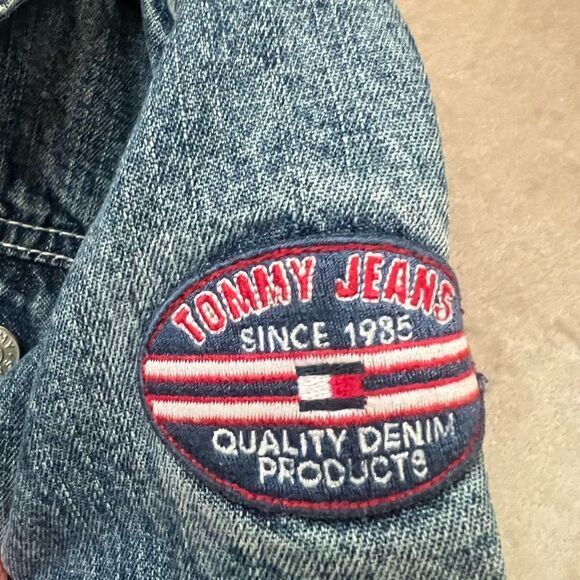 TOMMY JEANS
SINCE 1985
QUALITY DENIM
PRODUCTS